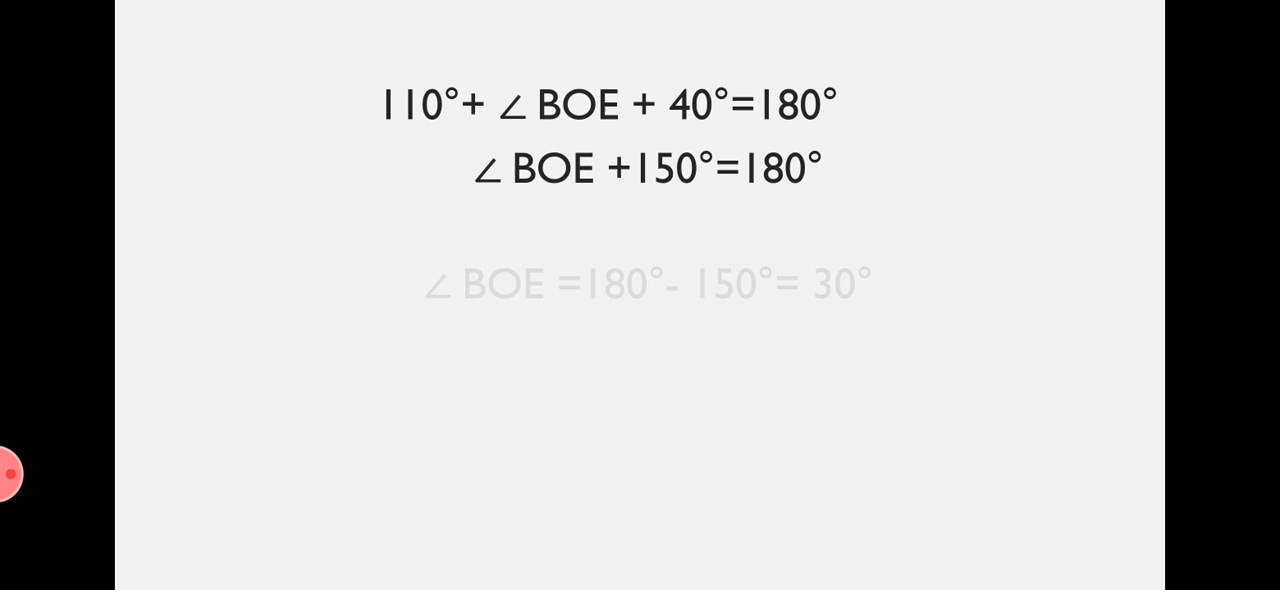 110°+ ∠ BOE + 40°=180°
∠ BOE +150°=180°
∠ BOE =180°- 150°= 30°